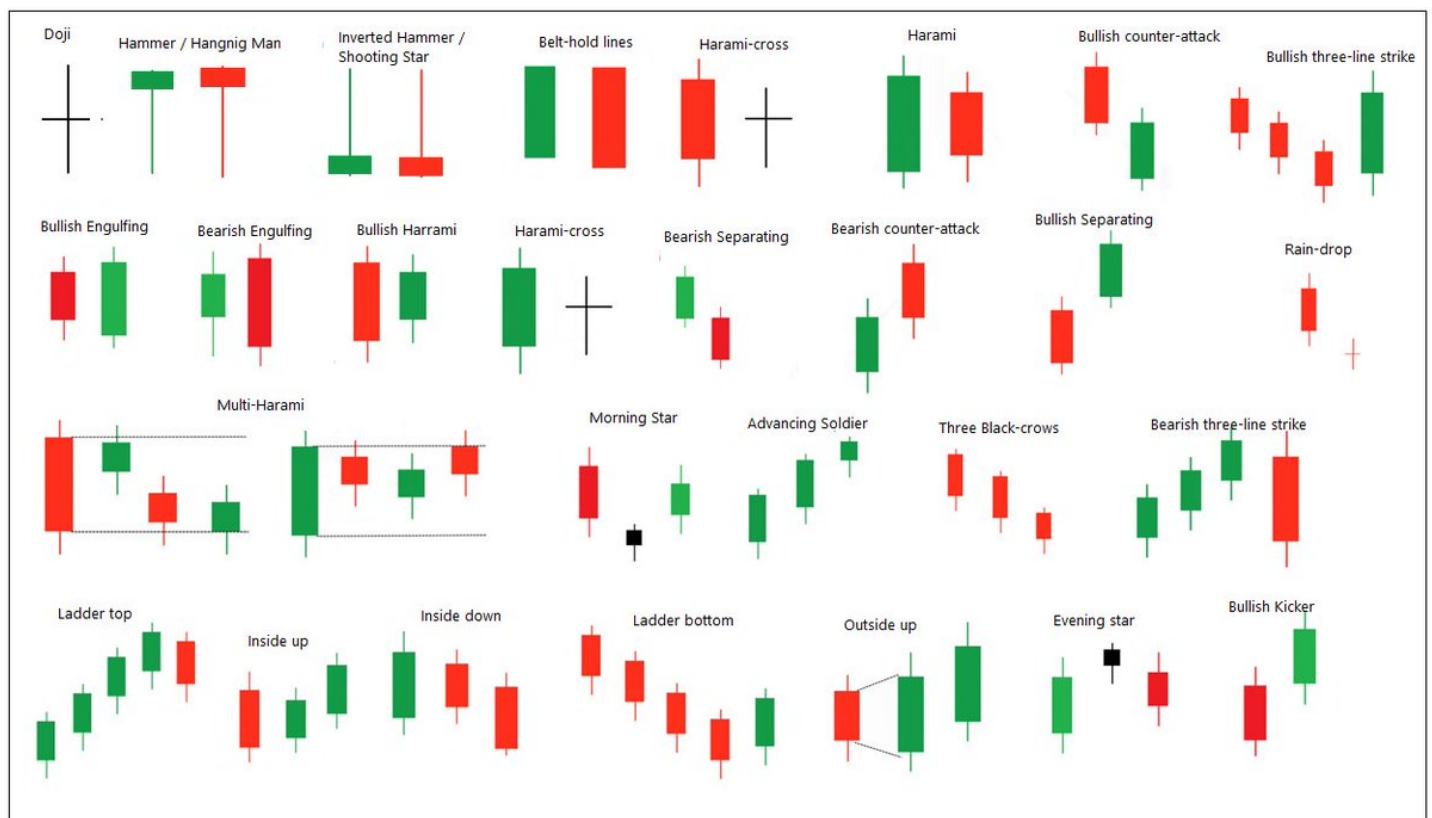 Doji
Hammer / Hangnig Man
Inverted Hammer /
Shooting Star
Belt-hold lines
Harami-cross
Harami
Bullish counter-attack
Bullish three-line strike
Bullish Engulfing
Bearish Engulfing
Bullish Harrami
Harami-cross
Bearish Separating
Bearish counter-attack
Bullish Separating
Rain-drop
Multi-Harami
Morning Star
Advancing Soldier
Three Black-crows
Bearish three-line strike
Ladder top
Inside up
Inside down
Ladder bottom
Outside up
Evening star
Bullish Kicker